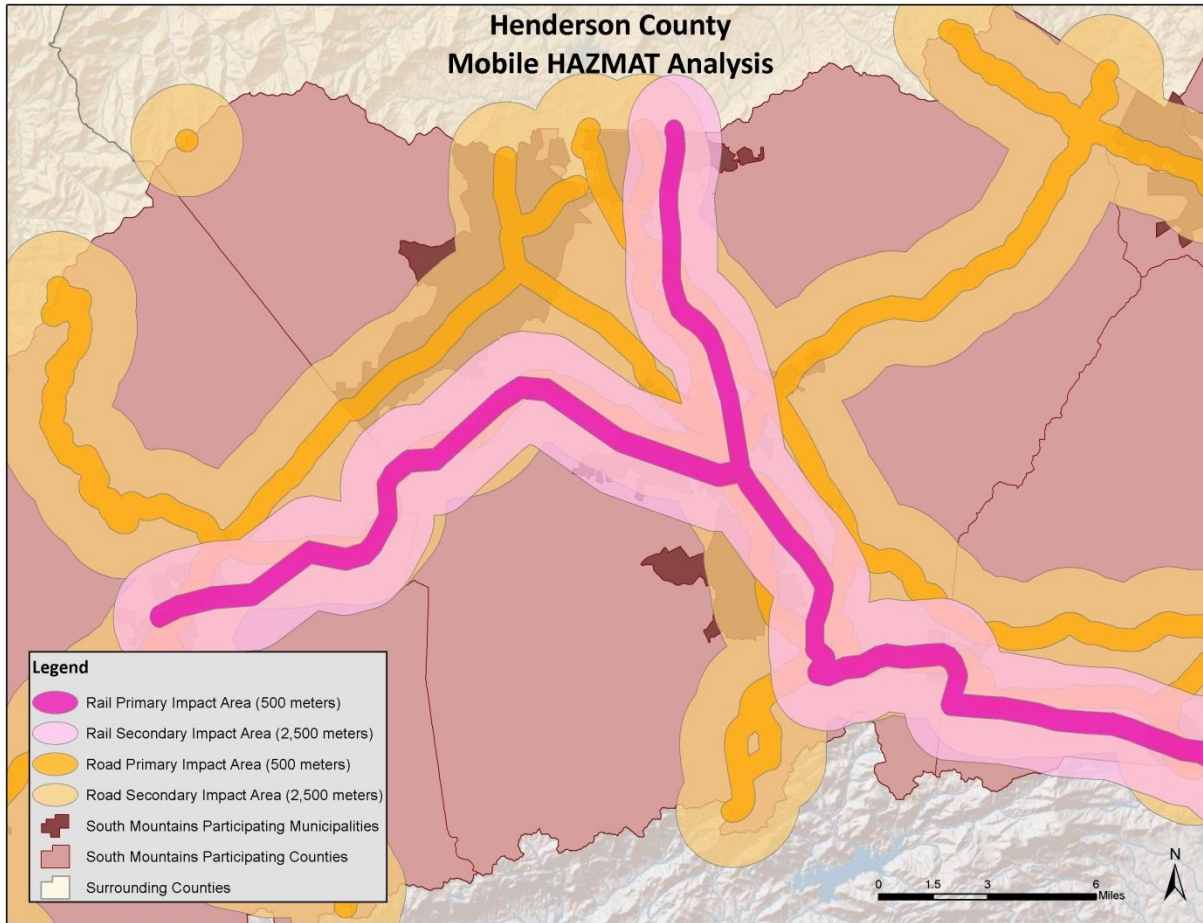 Henderson County
Mobile HAZMAT Analysis
Legend
Rail Primary Impact Area (500 meters)
Rail Secondary Impact Area (2,500 meters)
Road Primary Impact Area (500 meters)
Road Secondary Impact Area (2,500 meters)
South Mountains Participating Municipalities
South Mountains Participating Counties
Surrounding Counties
N
0 1.5 3 6
Miles